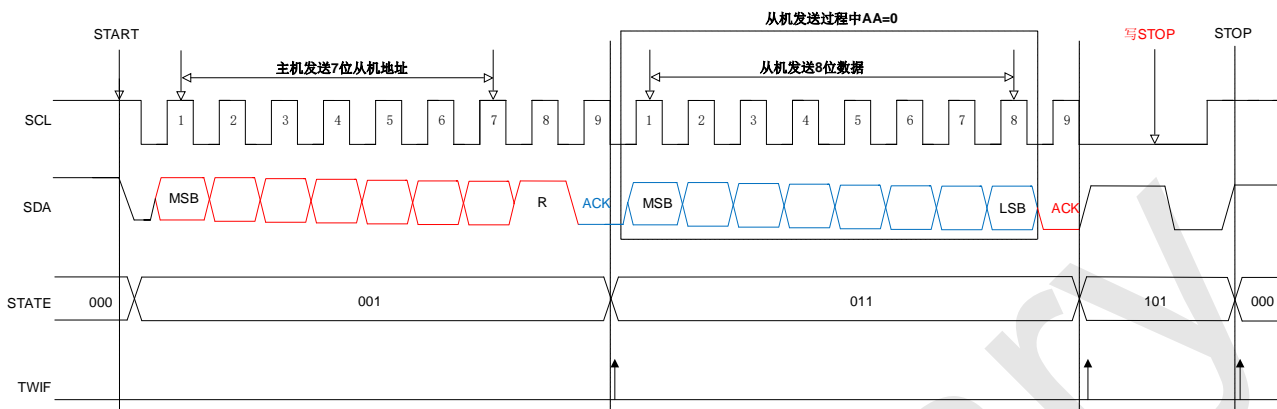 从机发送过程中AA=0
START
写STOP
STOP
主机发送7位从机地址
从机发送8位数据
SCL
1 2 3 4 5 6 7 8 9 1 2 3 4 5 6 7 8 9
SDA
MSB R ACK MSB LSB ACK
STATE
000 001 011 101 000
TWIF